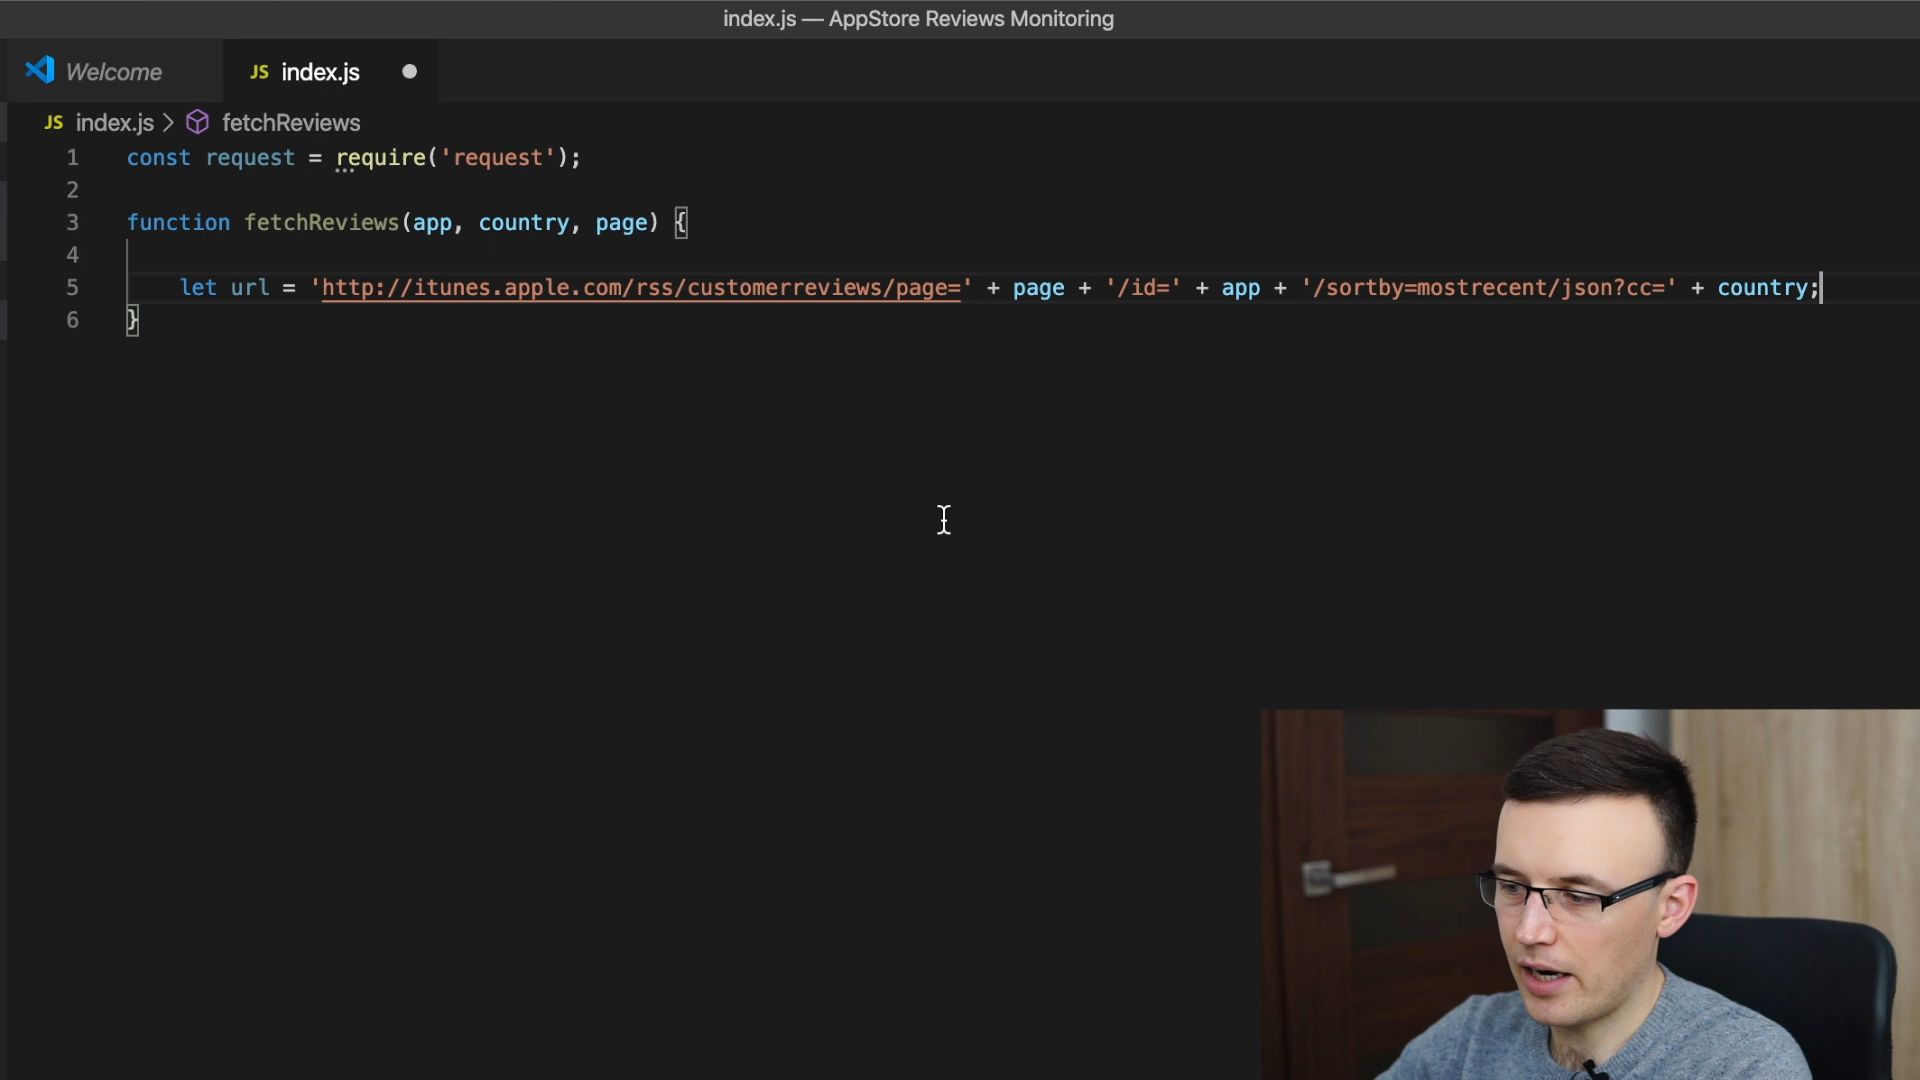 index.js — AppStore Reviews Monitoring
Welcome
JS index.js
JS index.js > fetchReviews
1 const request = require('request');
2
3 function fetchReviews(app, country, page) {
4
5 let url = 'http://itunes.apple.com/rss/customerreviews/page=' + page + '/id=' + app + '/sortby=mostrecent/json?cc=' + country;
6 }